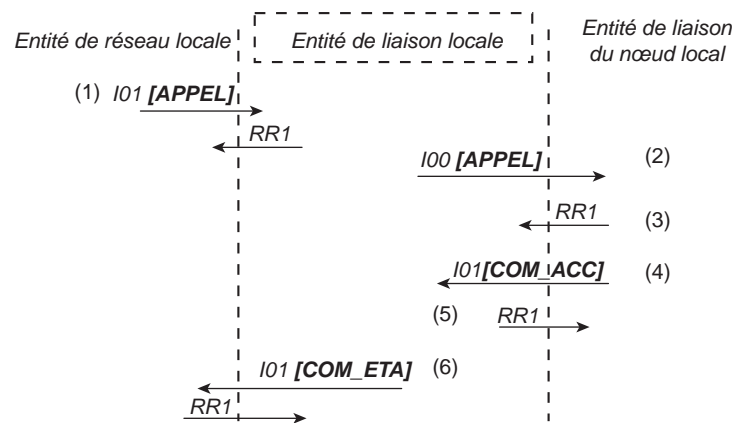 Entité de réseau locale
Entité de liaison locale
Entité de liaison
du nœud local
(1) I01 [APPEL]
RR1
I00 [APPEL] (2)
RR1 (3)
I01[COM_ACC] (4)
(5) RR1
I01 [COM_ETA] (6)
RR1